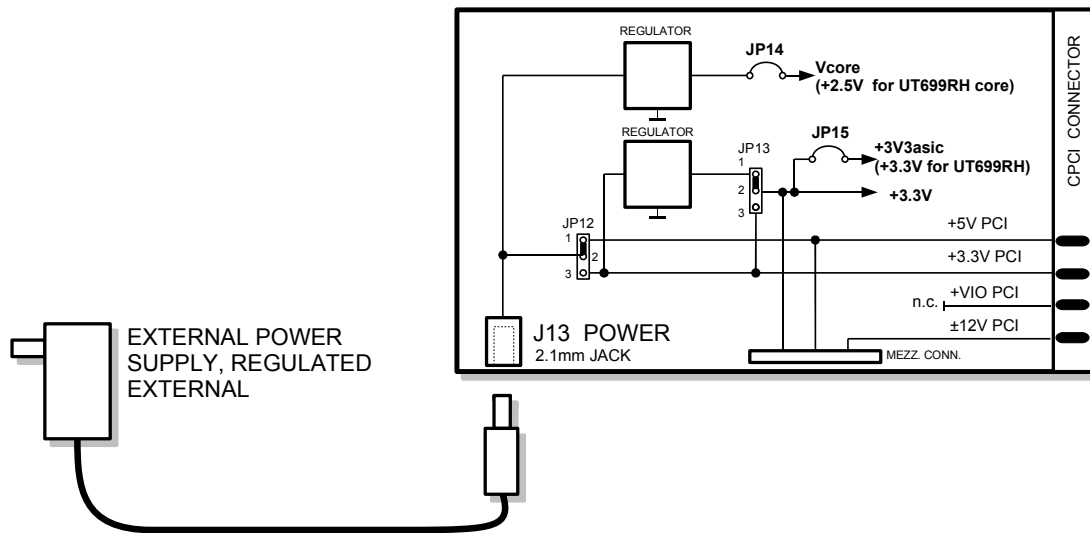 REGULATOR
JP14
Vcore
(+2.5V for UT699RH core)
REGULATOR
JP13
1
2
3
JP15
+3V3asic
(+3.3V for UT699RH)
+3.3V
CPCI CONNECTOR
JP12
1
2
3
+5V PCI
+3.3V PCI
n.c.
+VIO PCI
±12V PCI
J13 POWER
2.1mm JACK
MEZZ. CONN.
EXTERNAL POWER
SUPPLY, REGULATED
EXTERNAL